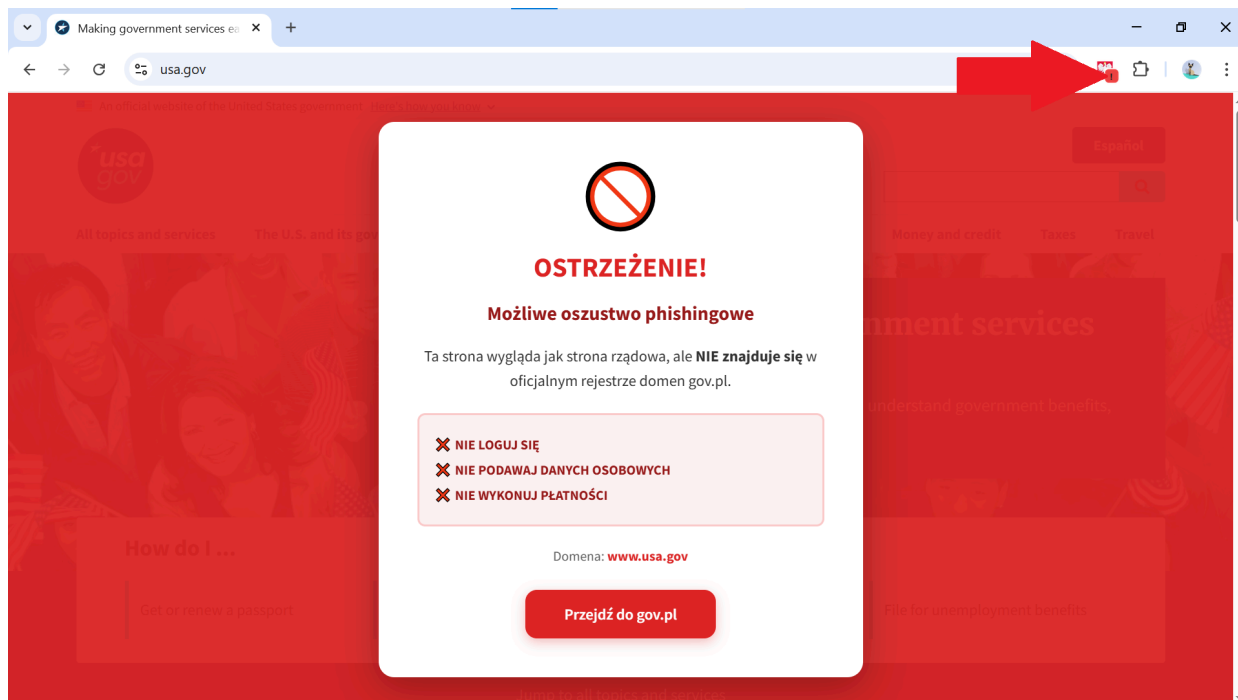 Making government services ea
usa.gov
An official website of the United States government. Here's how you know
usa
gov
Español
All topics and services The U.S. and its gov Money and credit Taxes Travel
OSTRZEŻENIE!
Możliwe oszustwo phishingowe
Ta strona wygląda jak strona rządowa, ale NIE znajduje się w
oficjalnym rejestrze domen gov.pl.
NIE LOGUJ SIĘ
NIE PODAWAJ DANYCH OSOBOWYCH
NIE WYKONUJ PŁATNOŚCI
Domena: www.usa.gov
Przejdź do gov.pl
nment services
understand government benefits,
How do I ...
Get or renew a passport
File for unemployment benefits
Jump to all topics and services